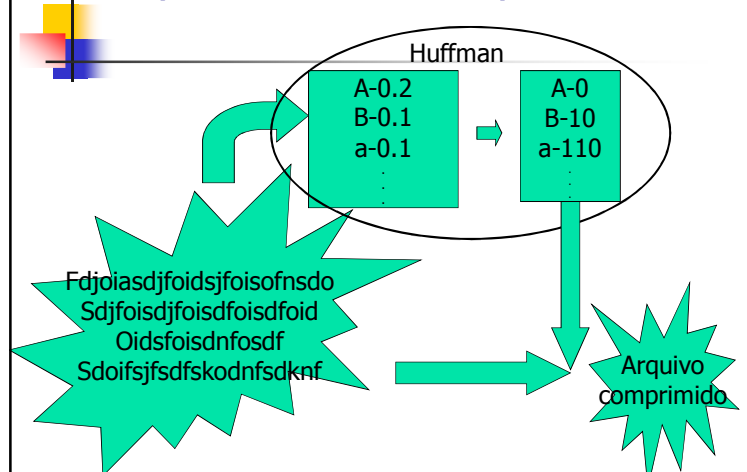 Huffman
A-0.2
B-0.1
a-0.1
.
.
.
A-0
B-10
a-110
.
.
.
Fdjoiasdjfoidsjfoisofnsdo
Sdjfoisdjfoisdfoisdfoid
Oidsfoisdnfosdf
Sdoifsjfsdfskodnfsdknf
Arquivo
comprimido